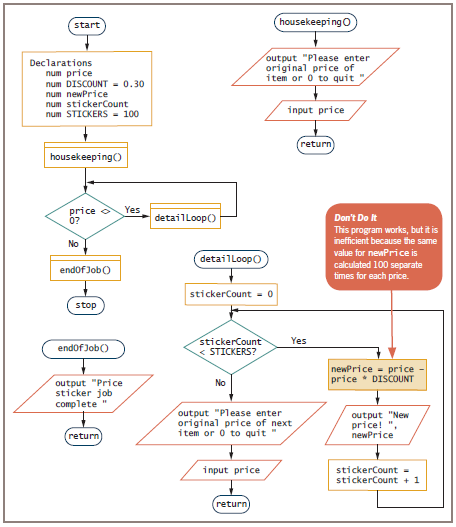 start
Declarations
num price
num DISCOUNT = 0.30
num newPrice
num stickerCount
num STICKERS = 100
housekeeping()
price <>
0?
Yes
detailLoop()
No
endOfJob()
stop
housekeeping()
output "Please enter
original price of
item or 0 to quit "
input price
return
endOfJob()
output "Price
sticker job
complete "
return
detailLoop()
stickerCount = 0
stickerCount
< STICKERS?
Yes
No
output "Please enter
original price of next
item or 0 to quit "
input price
return
Don't Do It
This program works, but it is
inefficient because the same
value for newPrice is
calculated 100 separate
times for each price.
newPrice = price –
price * DISCOUNT
output "New
price! ",
newPrice
stickerCount =
stickerCount + 1